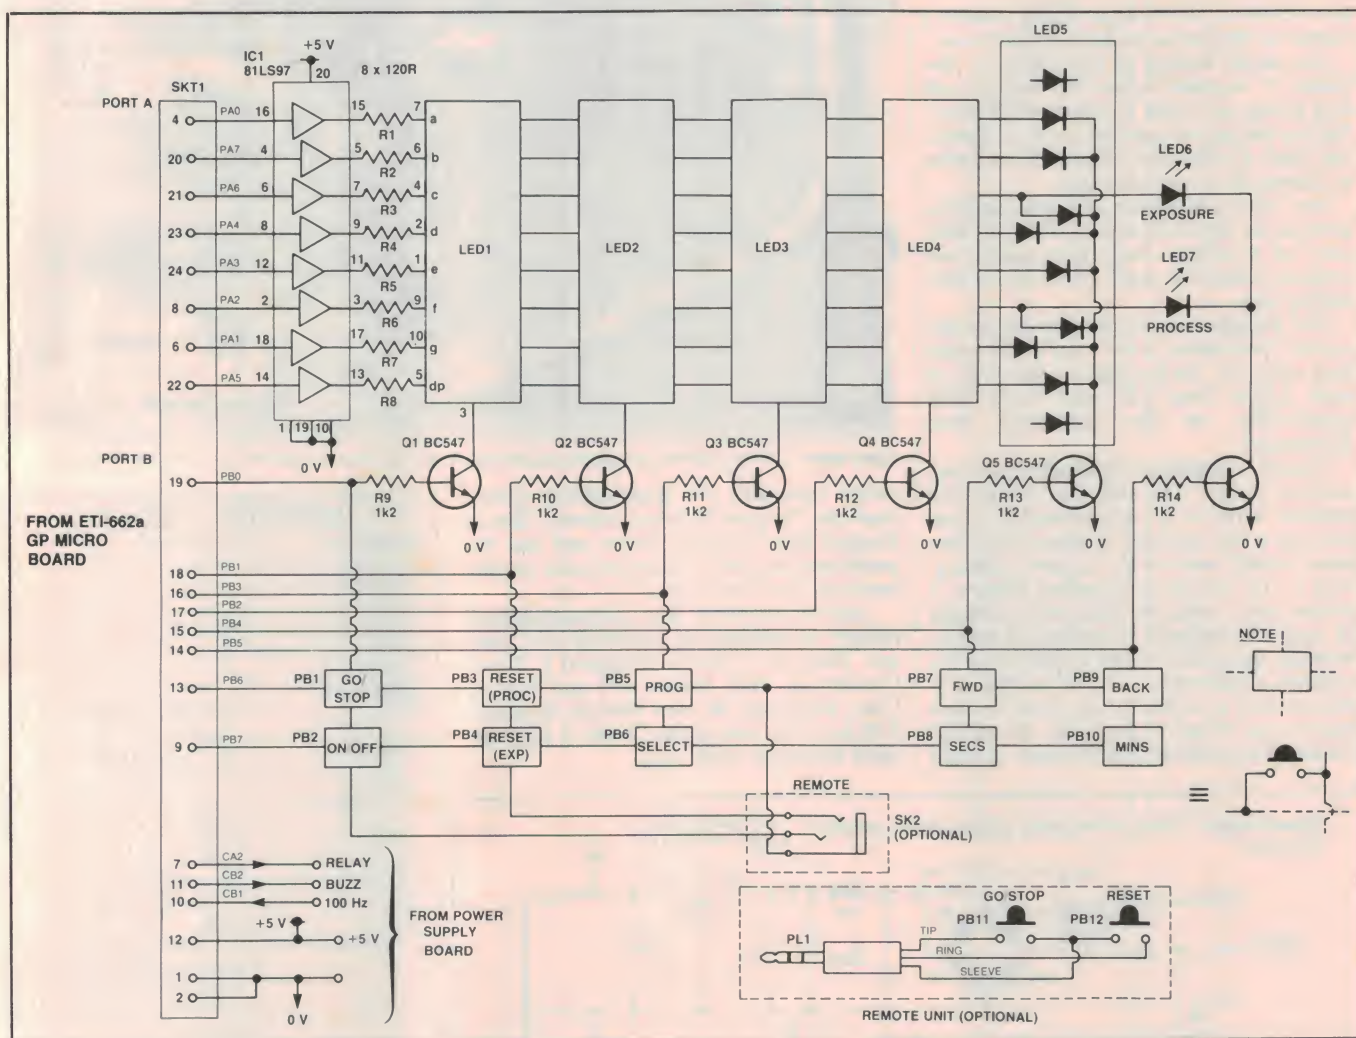 LED5
+5 V
IC1
81LS97
20
8 x 120R
SKT1
PORT A
4 PA0 16 15 R1 7 a
20 PA7 4 5 R2 6 b
21 PA6 6 7 R3 4 c
23 PA4 8 9 R4 2 d
24 PA3 12 11 R5 1 e
8 PA2 2 3 R6 9 f
6 PA1 18 17 R7 10 g
22 PA5 14 13 R8 5 dp
LED1
LED2
LED3
LED4
LED6
EXPOSURE
LED7
PROCESS
3
1 19 10
0 V
PORT B
19 PB0
R9
1k2
Q1 BC547
0 V
R10
1k2
Q2 BC547
0 V
R11
1k2
Q3 BC547
0 V
R12
1k2
Q4 BC547
0 V
Q5 BC547
R13
1k2
0 V
R14
1k2
0 V
FROM ETI-662a
GP MICRO
BOARD
18 PB1
16 PB3
17 PB2
15 PB4
14 PB5
13 PB6
PB1 GO/
STOP
PB3 RESET
(PROC)
PB5 PROG
PB7 FWD
PB9 BACK
9 PB7
PB2 ON OFF
PB4 RESET
(EXP)
PB6 SELECT
PB8 SECS
PB10 MINS
NOTE
≡
REMOTE
SK2
(OPTIONAL)
7 CA2 RELAY
11 CB2 BUZZ
10 CB1 100 Hz
+5 V
12 +5 V
1
2
0 V
FROM POWER
SUPPLY
BOARD
GO STOP
RESET
PB11
PB12
PL1
TIP
RING
SLEEVE
REMOTE UNIT (OPTIONAL)